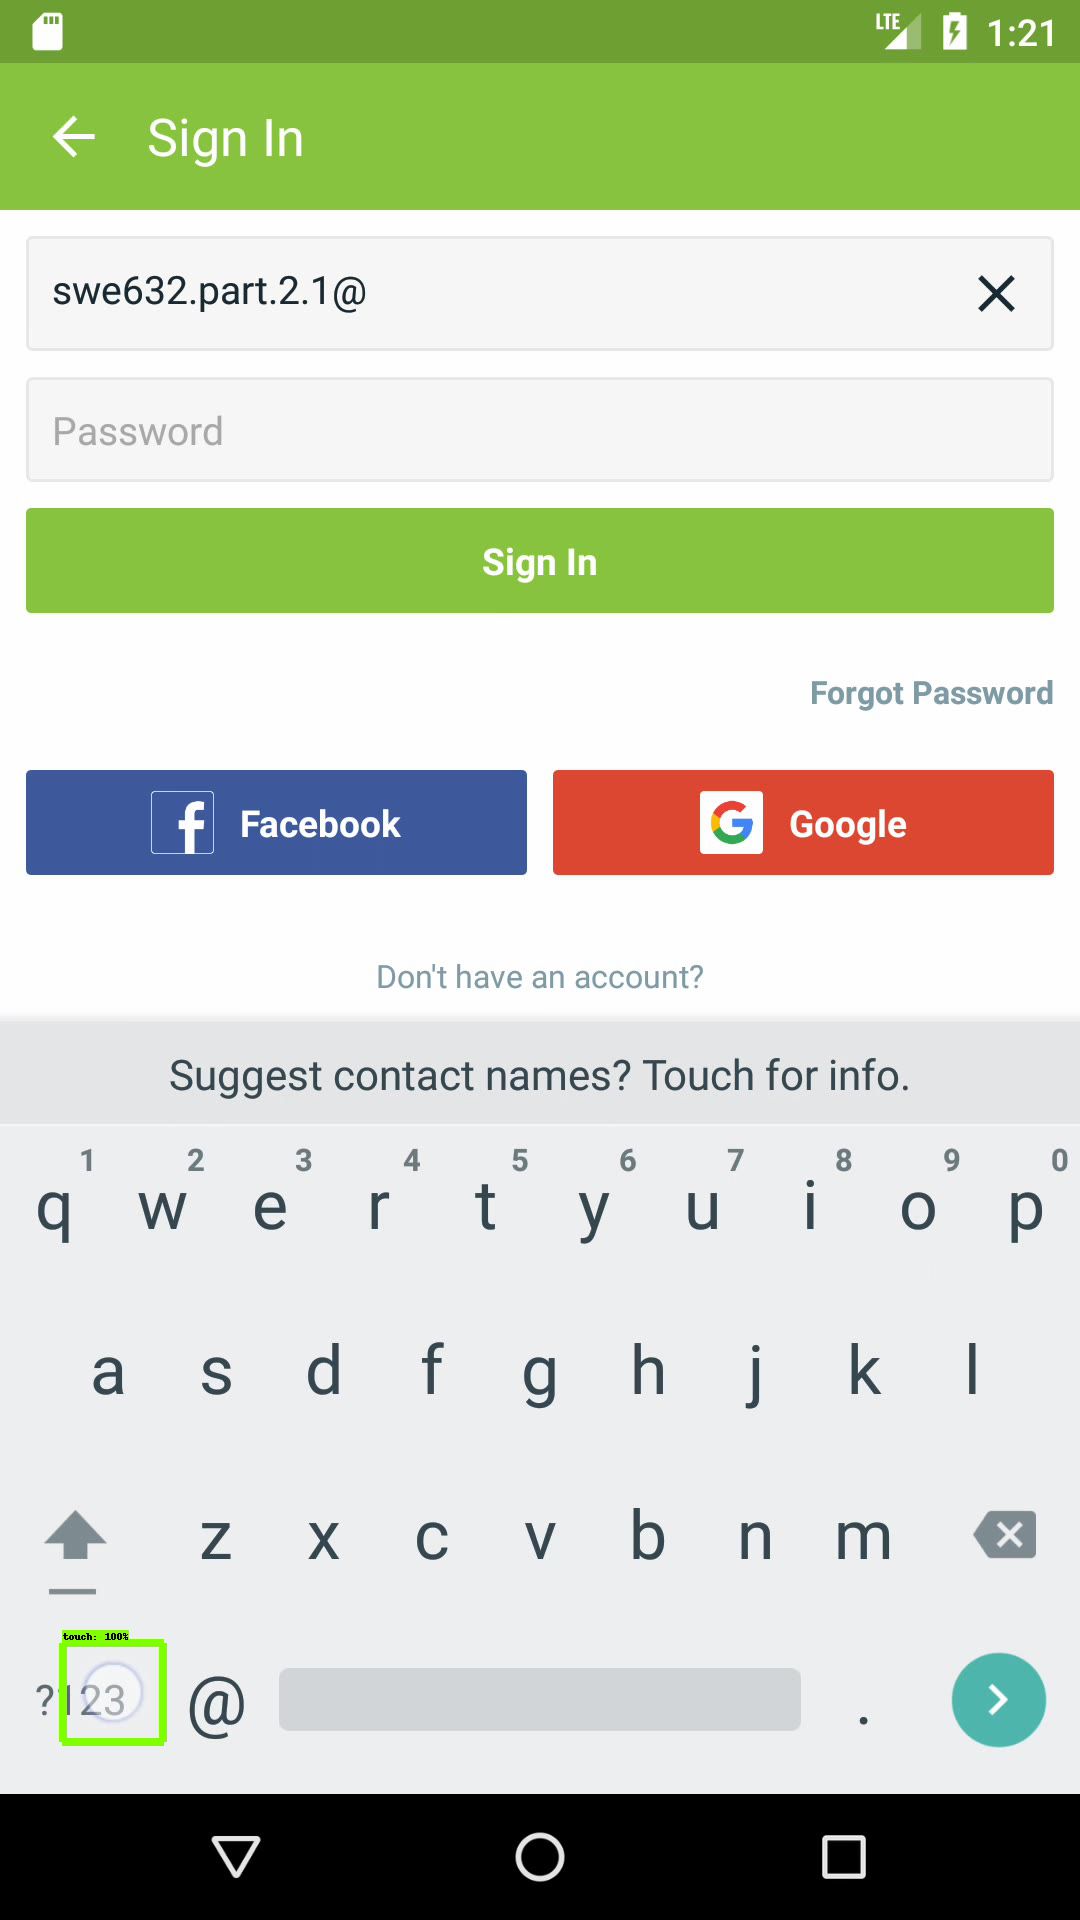 LTE 1:21
Sign In
swe632.part.2.1@
Password
Sign In
Forgot Password
Facebook Google
Don't have an account?
Suggest contact names? Touch for info.
1 2 3 4 5 6 7 8 9 0
q w e r t y u i o p
a s d f g h j k l
z x c v b n m
touch: 100%
?123 @ .